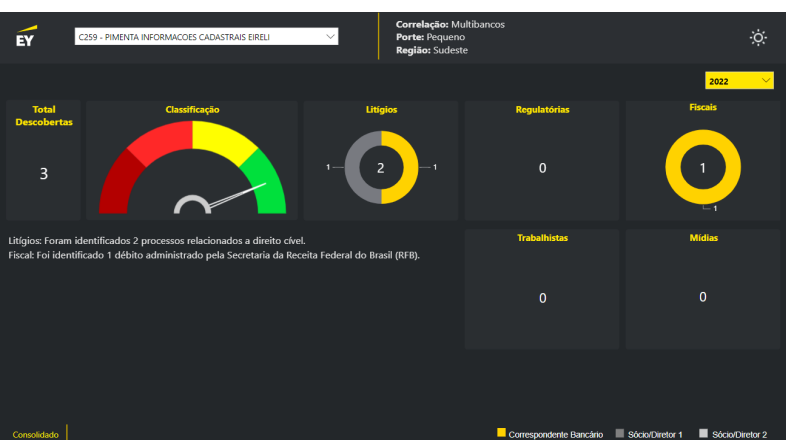 EY
C259 - PIMENTA INFORMACOES CADASTRAIS EIRELI
Correlação: Multibancos
Porte: Pequeno
Região: Sudeste
2022
Total
Descobertas
3
Classificação
Litígios
1
2
1
Regulatórias
0
Fiscais
1
1
Litígios: Foram identificados 2 processos relacionados a direito cível.
Fiscal: Foi identificado 1 débito administrado pela Secretaria da Receita Federal do Brasil (RFB).
Trabalhistas
0
Mídias
0
Consolidado
Correspondente Bancário
Sócio/Diretor 1
Sócio/Diretor 2